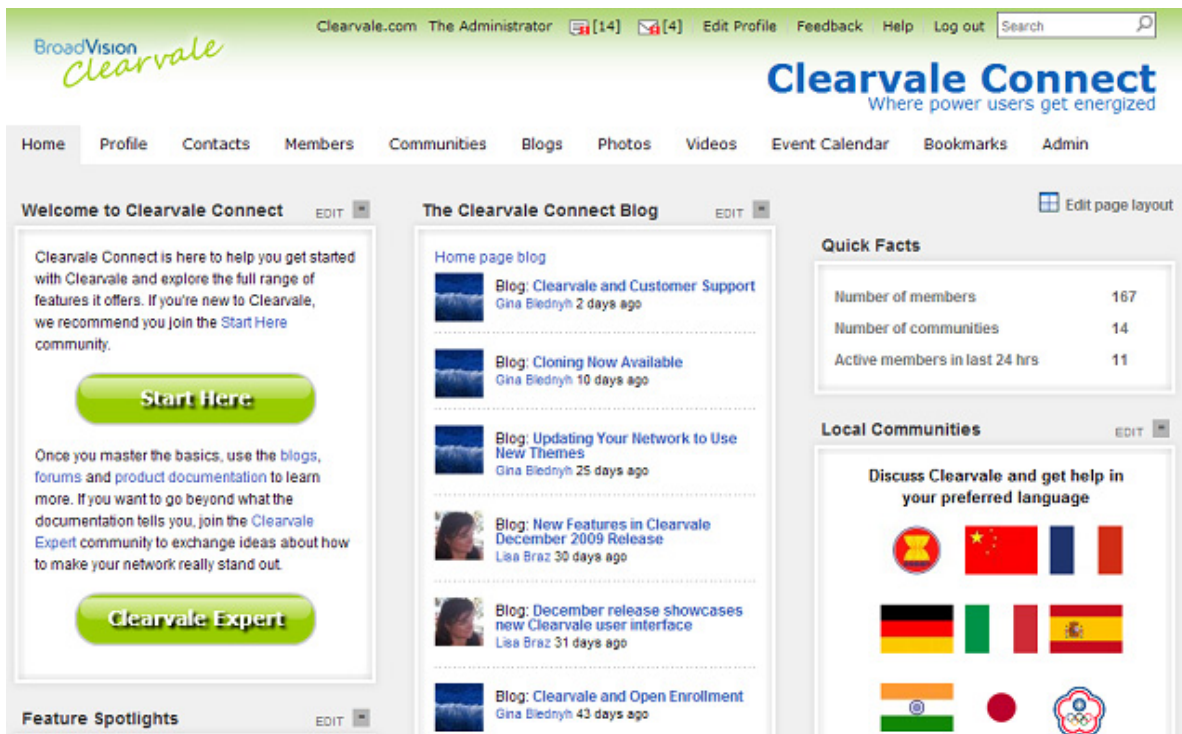 Clearvale.com The Administrator [14] [4] Edit Profile Feedback Help Log out Search
BroadVision
Clearvale
Clearvale Connect
Where power users get energized
Home Profile Contacts Members Communities Blogs Photos Videos Event Calendar Bookmarks Admin
Edit page layout
Welcome to Clearvale Connect EDIT
Clearvale Connect is here to help you get started
with Clearvale and explore the full range of
features it offers. If you're new to Clearvale,
we recommend you join the Start Here
community.
Start Here
Once you master the basics, use the blogs,
forums and product documentation to learn
more. If you want to go beyond what the
documentation tells you, join the Clearvale
Expert community to exchange ideas about how
to make your network really stand out.
Clearvale Expert
Feature Spotlights EDIT
The Clearvale Connect Blog EDIT
Home page blog
Blog: Clearvale and Customer Support
Gina Blednyh 2 days ago
Blog: Cloning Now Available
Gina Blednyh 10 days ago
Blog: Updating Your Network to Use
New Themes
Gina Blednyh 25 days ago
Blog: New Features in Clearvale
December 2009 Release
Lisa Braz 30 days ago
Blog: December release showcases
new Clearvale user interface
Lisa Braz 31 days ago
Blog: Clearvale and Open Enrollment
Gina Blednyh 43 days ago
Quick Facts
Number of members 167
Number of communities 14
Active members in last 24 hrs 11
Local Communities EDIT
Discuss Clearvale and get help in
your preferred language